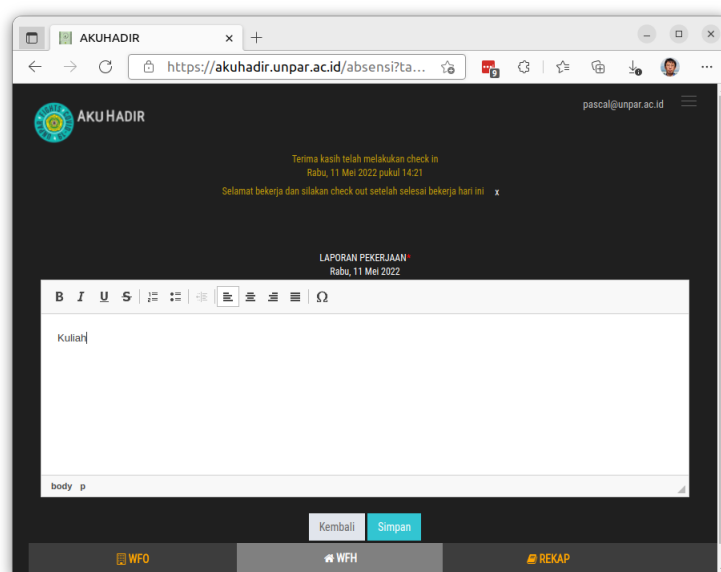 AKUHADIR
https://akuhadir.unpar.ac.id/absensi?ta...
9
AKU HADIR
pascal@unpar.ac.id
Terima kasih telah melakukan check in
Rabu, 11 Mei 2022 pukul 14:21
Selamat bekerja dan silakan check out setelah selesai bekerja hari ini x
LAPORAN PEKERJAAN*
Rabu, 11 Mei 2022
B I U S Ω
Kuliah
body p
Kembali Simpan
WFO WFH REKAP